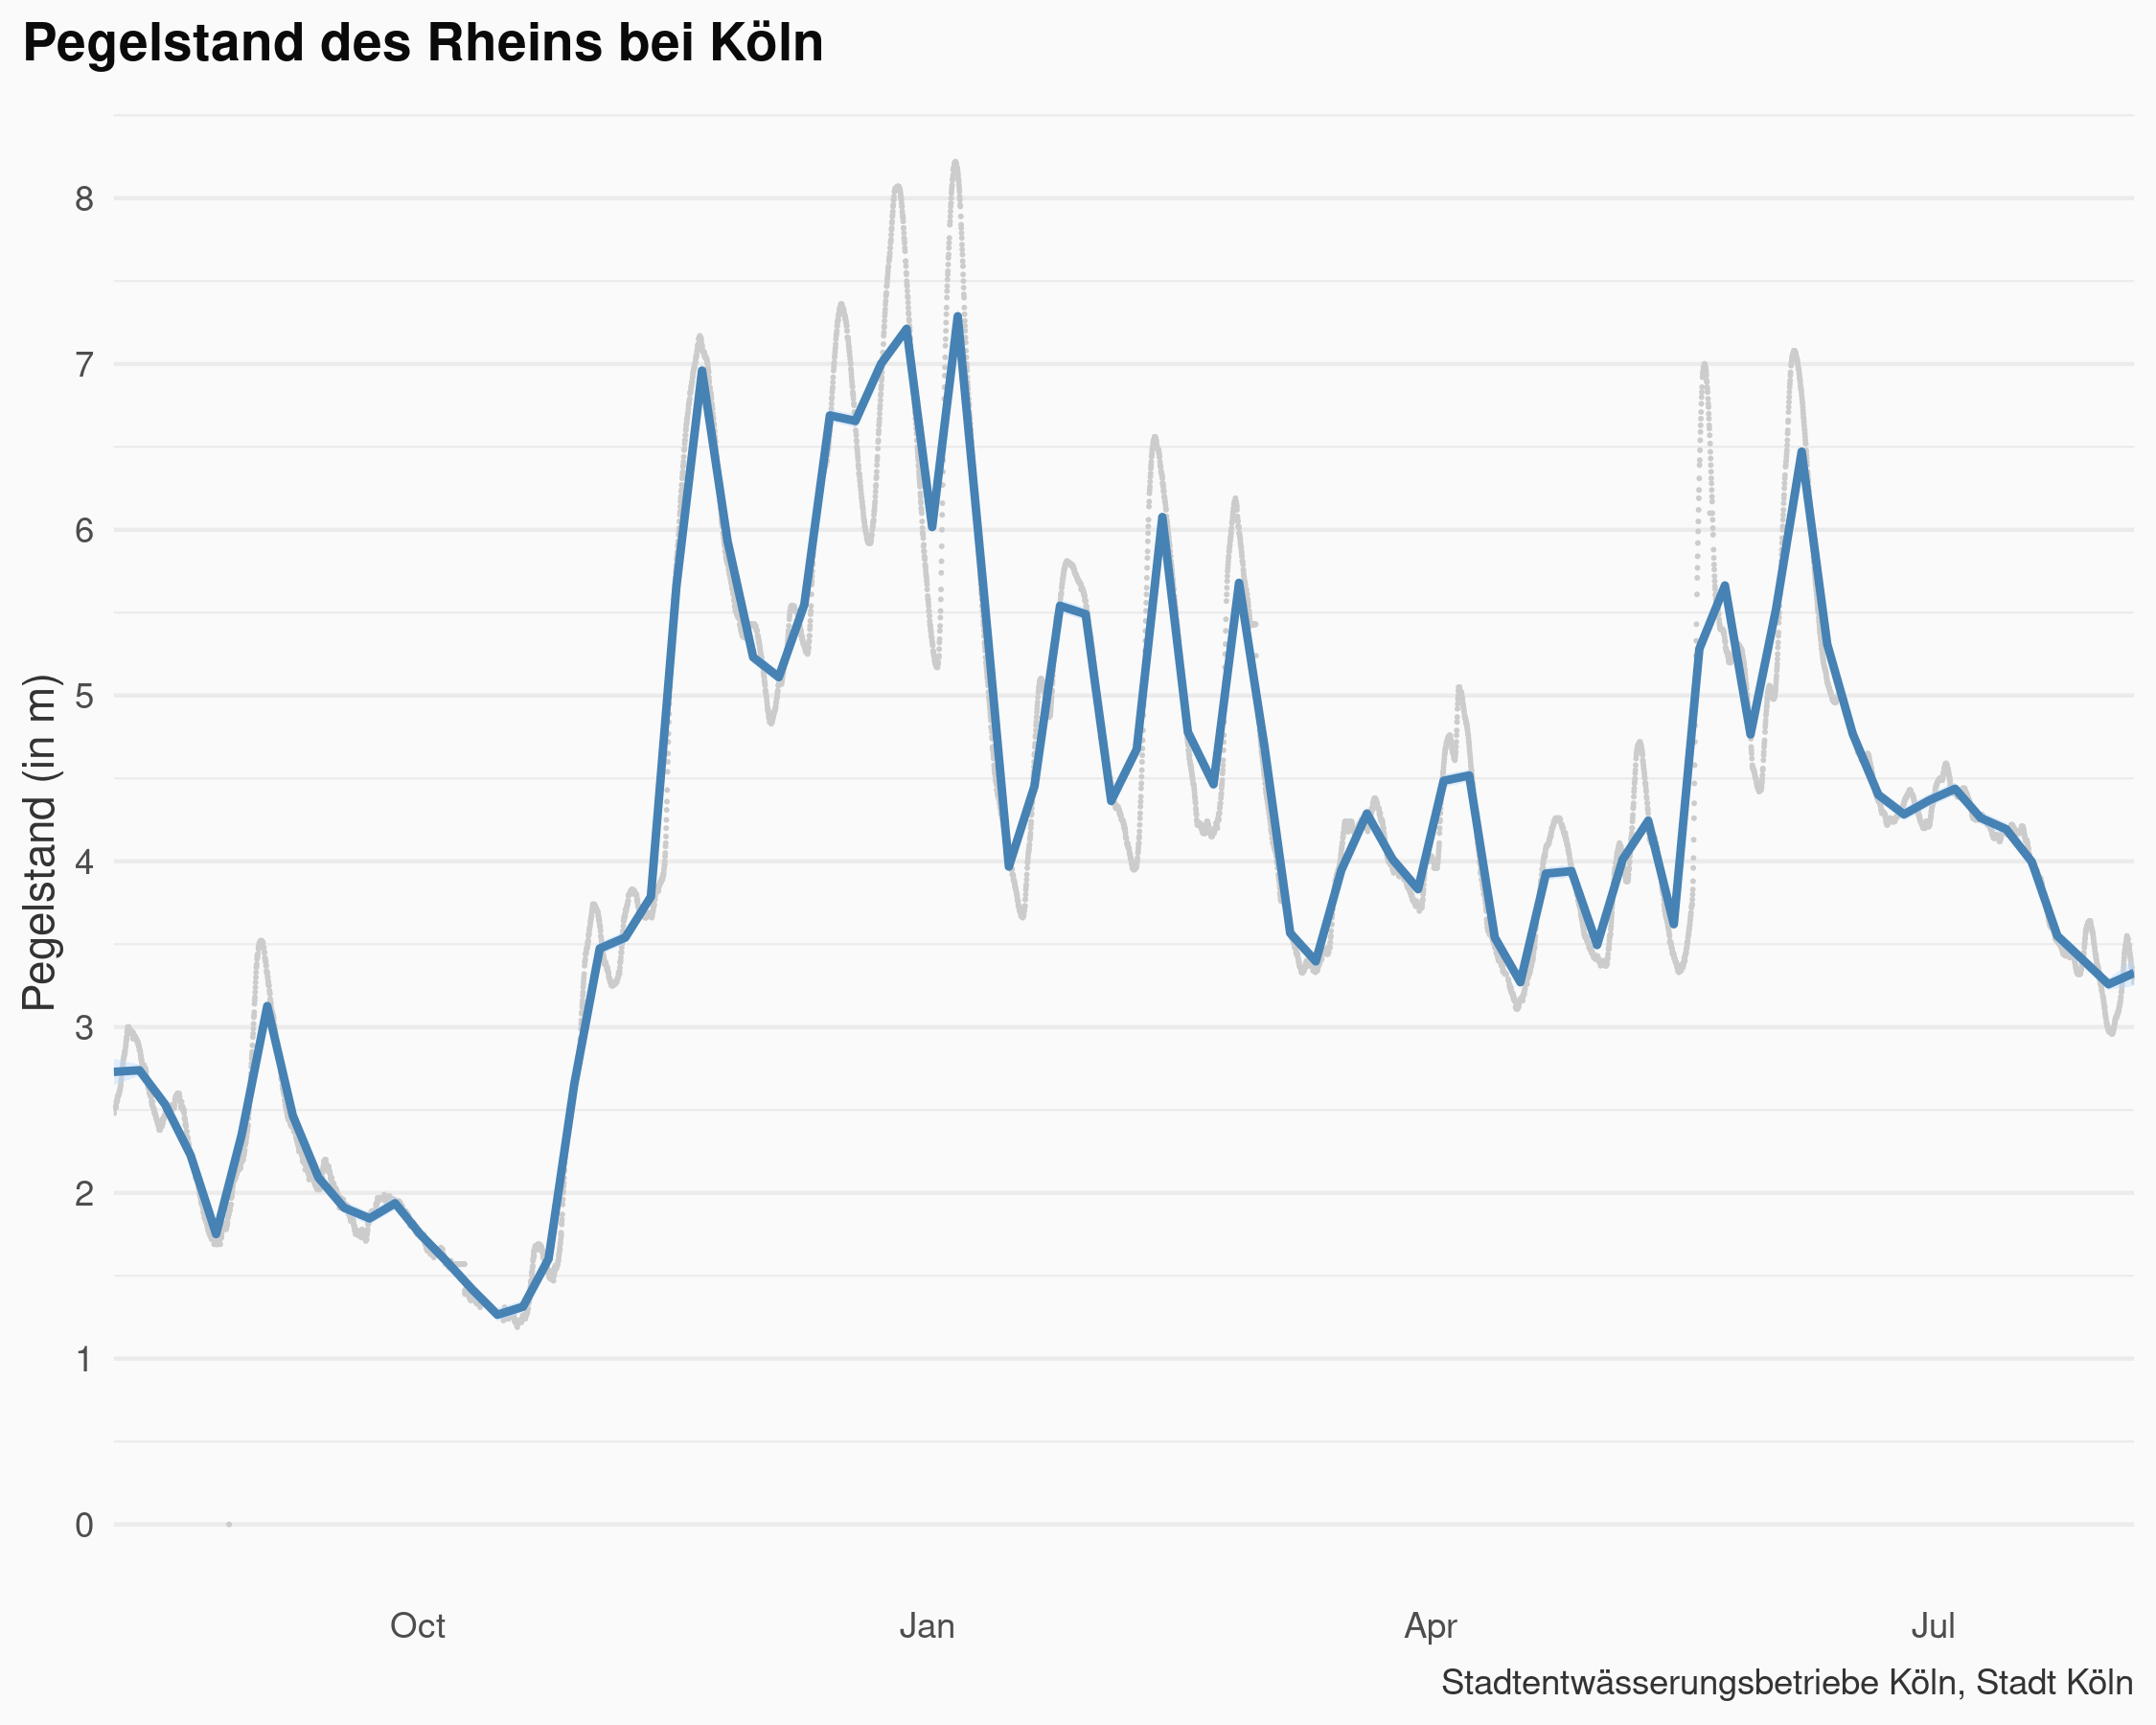 Pegelstand des Rheins bei Köln
Pegelstand (in m)
8
7
6
5
4
3
2
1
0
Oct Jan Apr Jul
Stadtentwässerungsbetriebe Köln, Stadt Köln